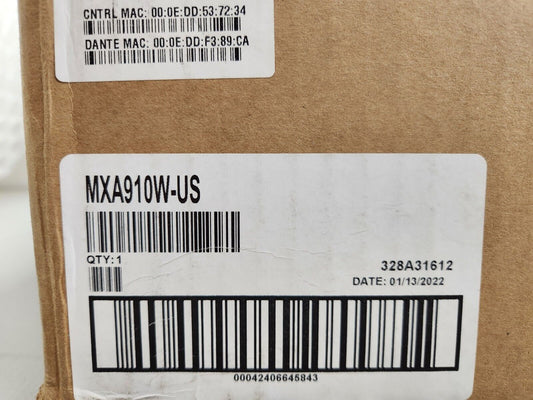 CNTRL MAC: 00:0E:DD:53:72:34
DANTE MAC: 00:0E:DD:F3:89:CA
MXA910W-US
QTY: 1
328A31612
DATE: 01/13/2022
00042406645843